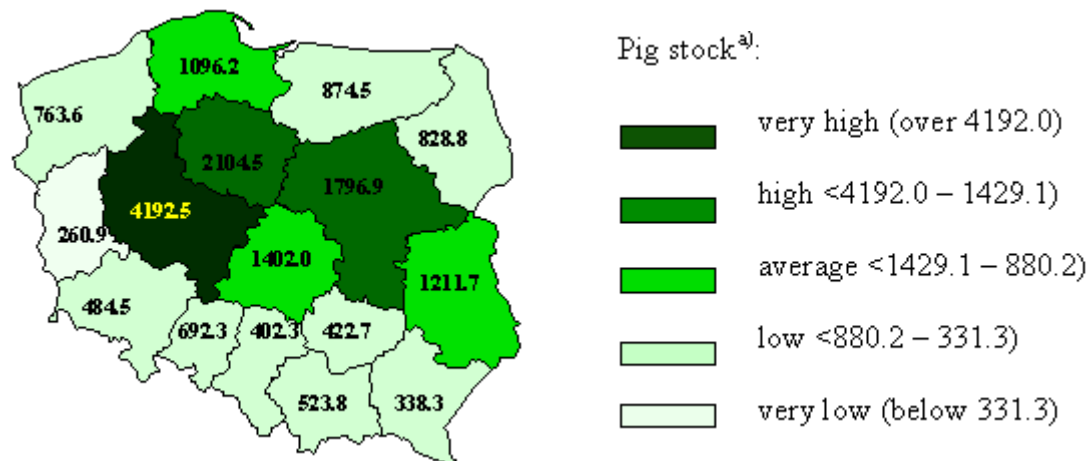 Pig stock a):
1096.2
874.5
763.6
very high (over 4192.0)
828.8
2104.5
1796.9
high <4192.0 – 1429.1)
4192.5
260.9
1402.0
average <1429.1 – 880.2)
1211.7
484.5
692.3
402.3
422.7
low <880.2 – 331.3)
523.8
338.3
very low (below 331.3)